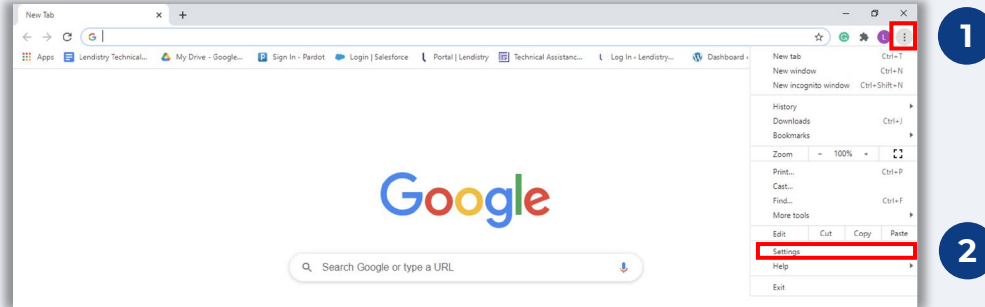 New Tab × +
1
G
L
Apps Lendistry Technical... My Drive - Google... Sign In - Pardot Login | Salesforce Portal | Lendistry Technical Assistanc... Log In ‹ Lendistry... Dashboard ‹
New tab Ctrl+T
New window Ctrl+N
New incognito window Ctrl+Shift+N
History
Downloads Ctrl+J
Bookmarks
Zoom - 100% +
Print... Ctrl+P
Cast...
Find... Ctrl+F
More tools
Edit Cut Copy Paste
Settings
2
Help
Exit
Google
Search Google or type a URL